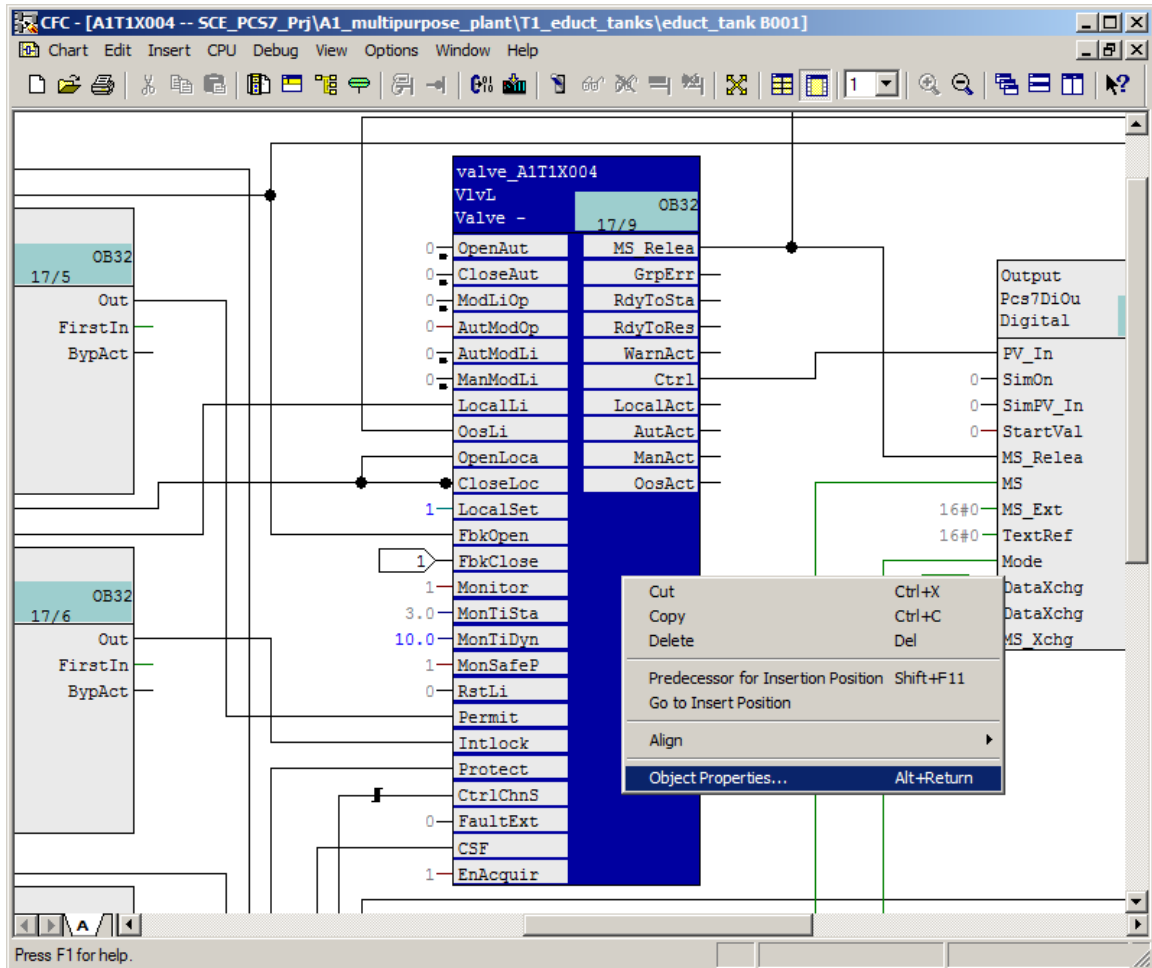 CFC - [A1T1X004 -- SCE_PCS7_Prj\A1_multipurpose_plant\T1_educt_tanks\educt_tank B001]
Chart Edit Insert CPU Debug View Options Window Help
1
valve_A1T1X004
VlvL
Valve -
OB32
17/9
0 OpenAut MS_Relea
0 CloseAut GrpErr
0 ModLiOp RdyToSta
0 AutModOp RdyToRes
0 AutModLi WarnAct
0 ManModLi Ctrl
LocalLi LocalAct
OosLi AutAct
OpenLoca ManAct
CloseLoc OosAct
1 LocalSet
FbkOpen
1 FbkClose
1 Monitor
3.0 MonTiSta
10.0 MonTiDyn
1 MonSafeP
0 RstLi
Permit
Intlock
Protect
CtrlChnS
0 FaultExt
CSF
1 EnAcquir
OB32
17/5
Out
FirstIn
BypAct
OB32
17/6
Out
FirstIn
BypAct
Output
Pcs7DiOu
Digital
PV_In
0 SimOn
0 SimPV_In
0 StartVal
MS_Relea
MS
16#0 MS_Ext
16#0 TextRef
Mode
DataXchg
DataXchg
MS_Xchg
Cut Ctrl+X
Copy Ctrl+C
Delete Del
Predecessor for Insertion Position Shift+F11
Go to Insert Position
Align
Object Properties... Alt+Return
A
Press F1 for help.